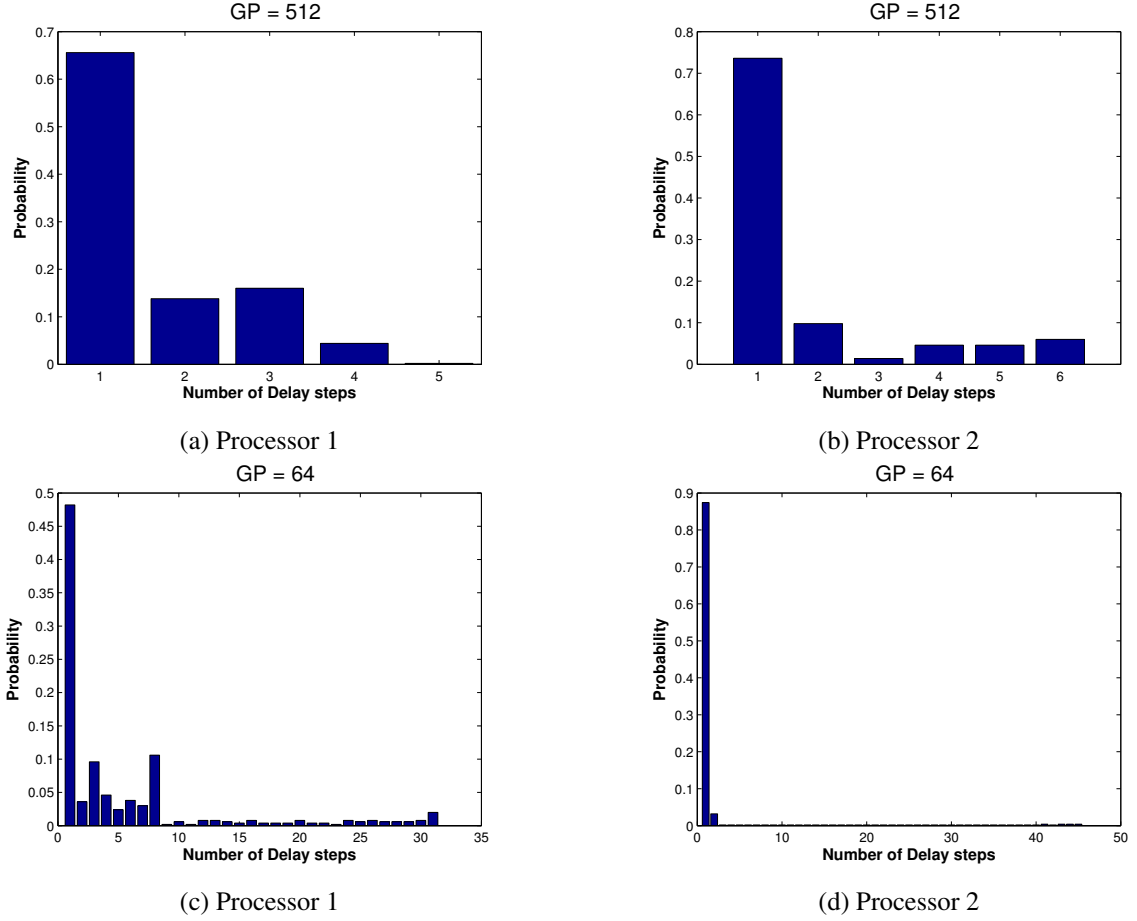 GP = 512
0.7
0.6
0.5
0.4
0.3
0.2
0.1
0
Probability
1 2 3 4 5
Number of Delay steps
(a) Processor 1
GP = 512
0.8
0.7
0.6
0.5
0.4
0.3
0.2
0.1
0
Probability
1 2 3 4 5 6
Number of Delay steps
(b) Processor 2
GP = 64
0.5
0.45
0.4
0.35
0.3
0.25
0.2
0.15
0.1
0.05
0
Probability
0 5 10 15 20 25 30 35
Number of Delay steps
(c) Processor 1
GP = 64
0.9
0.8
0.7
0.6
0.5
0.4
0.3
0.2
0.1
0
Probability
0 10 20 30 40 50
Number of Delay steps
(d) Processor 2